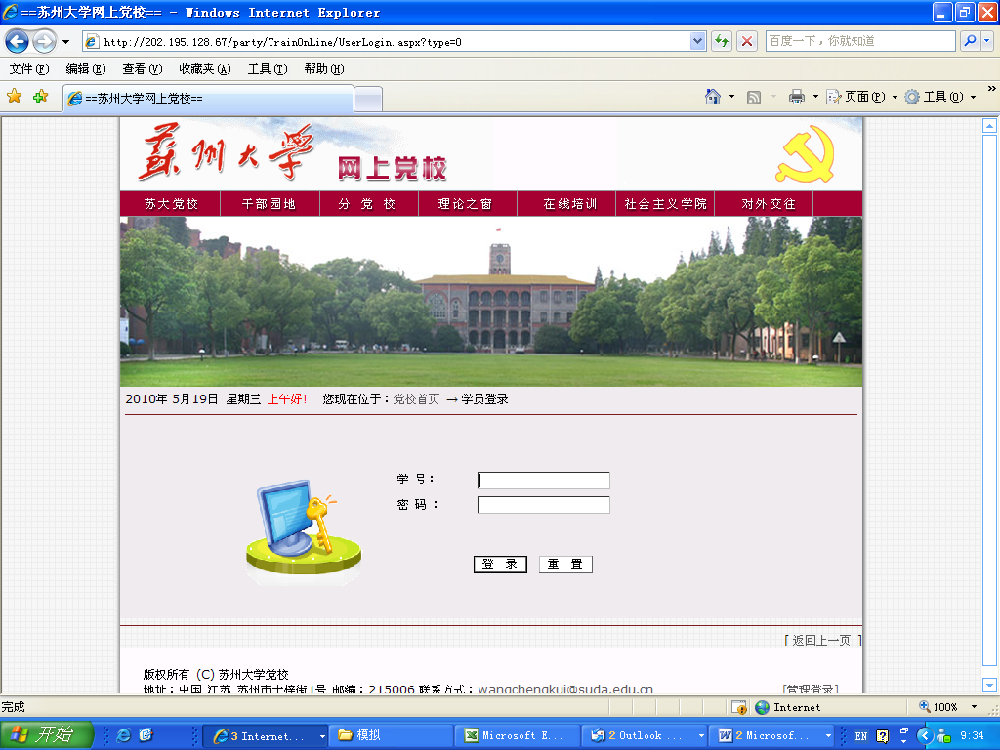 ==苏州大学网上党校== - Windows Internet Explorer
http://202.195.128.67/party/TrainOnLine/UserLogin.aspx?type=0
百度一下，你就知道
文件(F) 编辑(E) 查看(V) 收藏夹(A) 工具(T) 帮助(H)
==苏州大学网上党校==
页面(P) 工具(O)
蘇州大学 网上党校
苏大党校 干部园地 分 党 校 理论之窗 在线培训 社会主义学院 对外交往
2010年 5月19日 星期三 上午好! 您现在位于：党校首页 → 学员登录
学 号：
密 码：
登 录 重 置
[ 返回上一页 ]
版权所有 (C) 苏州大学党校
地址：中国 江苏 苏州市十梓街1号 邮编：215006 联系方式：wangchengkui@suda.edu.cn [管理登录]
完成 Internet 100%
开始 3 Internet... 模拟 Microsoft E... 2 Outlook ... 2 Microsof... EN 9:34